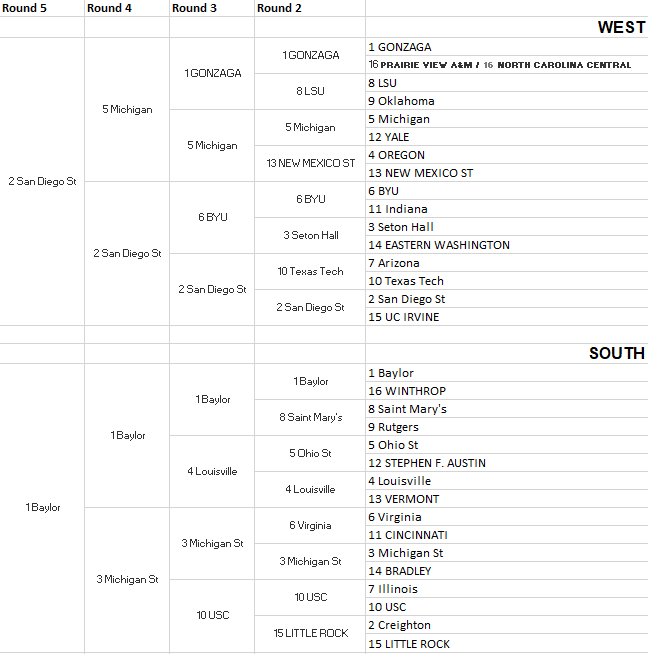 Round 5 Round 4 Round 3 Round 2
WEST
1 GONZAGA
1 GONZAGA
16 PRAIRIE VIEW A&M / 16 NORTH CAROLINA CENTRAL
1 GONZAGA
8 LSU
8 LSU
9 Oklahoma
5 Michigan
5 Michigan
5 Michigan
12 YALE
5 Michigan
4 OREGON
13 NEW MEXICO ST
13 NEW MEXICO ST
2 San Diego St
6 BYU
6 BYU
11 Indiana
6 BYU
3 Seton Hall
3 Seton Hall
14 EASTERN WASHINGTON
2 San Diego St
7 Arizona
10 Texas Tech
10 Texas Tech
2 San Diego St
2 San Diego St
2 San Diego St
15 UC IRVINE
SOUTH
1 Baylor
1 Baylor
16 WINTHROP
1 Baylor
8 Saint Mary's
8 Saint Mary's
9 Rutgers
1 Baylor
5 Ohio St
5 Ohio St
12 STEPHEN F. AUSTIN
4 Louisville
4 Louisville
4 Louisville
13 VERMONT
1 Baylor
6 Virginia
6 Virginia
11 CINCINNATI
3 Michigan St
3 Michigan St
3 Michigan St
14 BRADLEY
3 Michigan St
7 Illinois
10 USC
10 USC
10 USC
2 Creighton
15 LITTLE ROCK
15 LITTLE ROCK